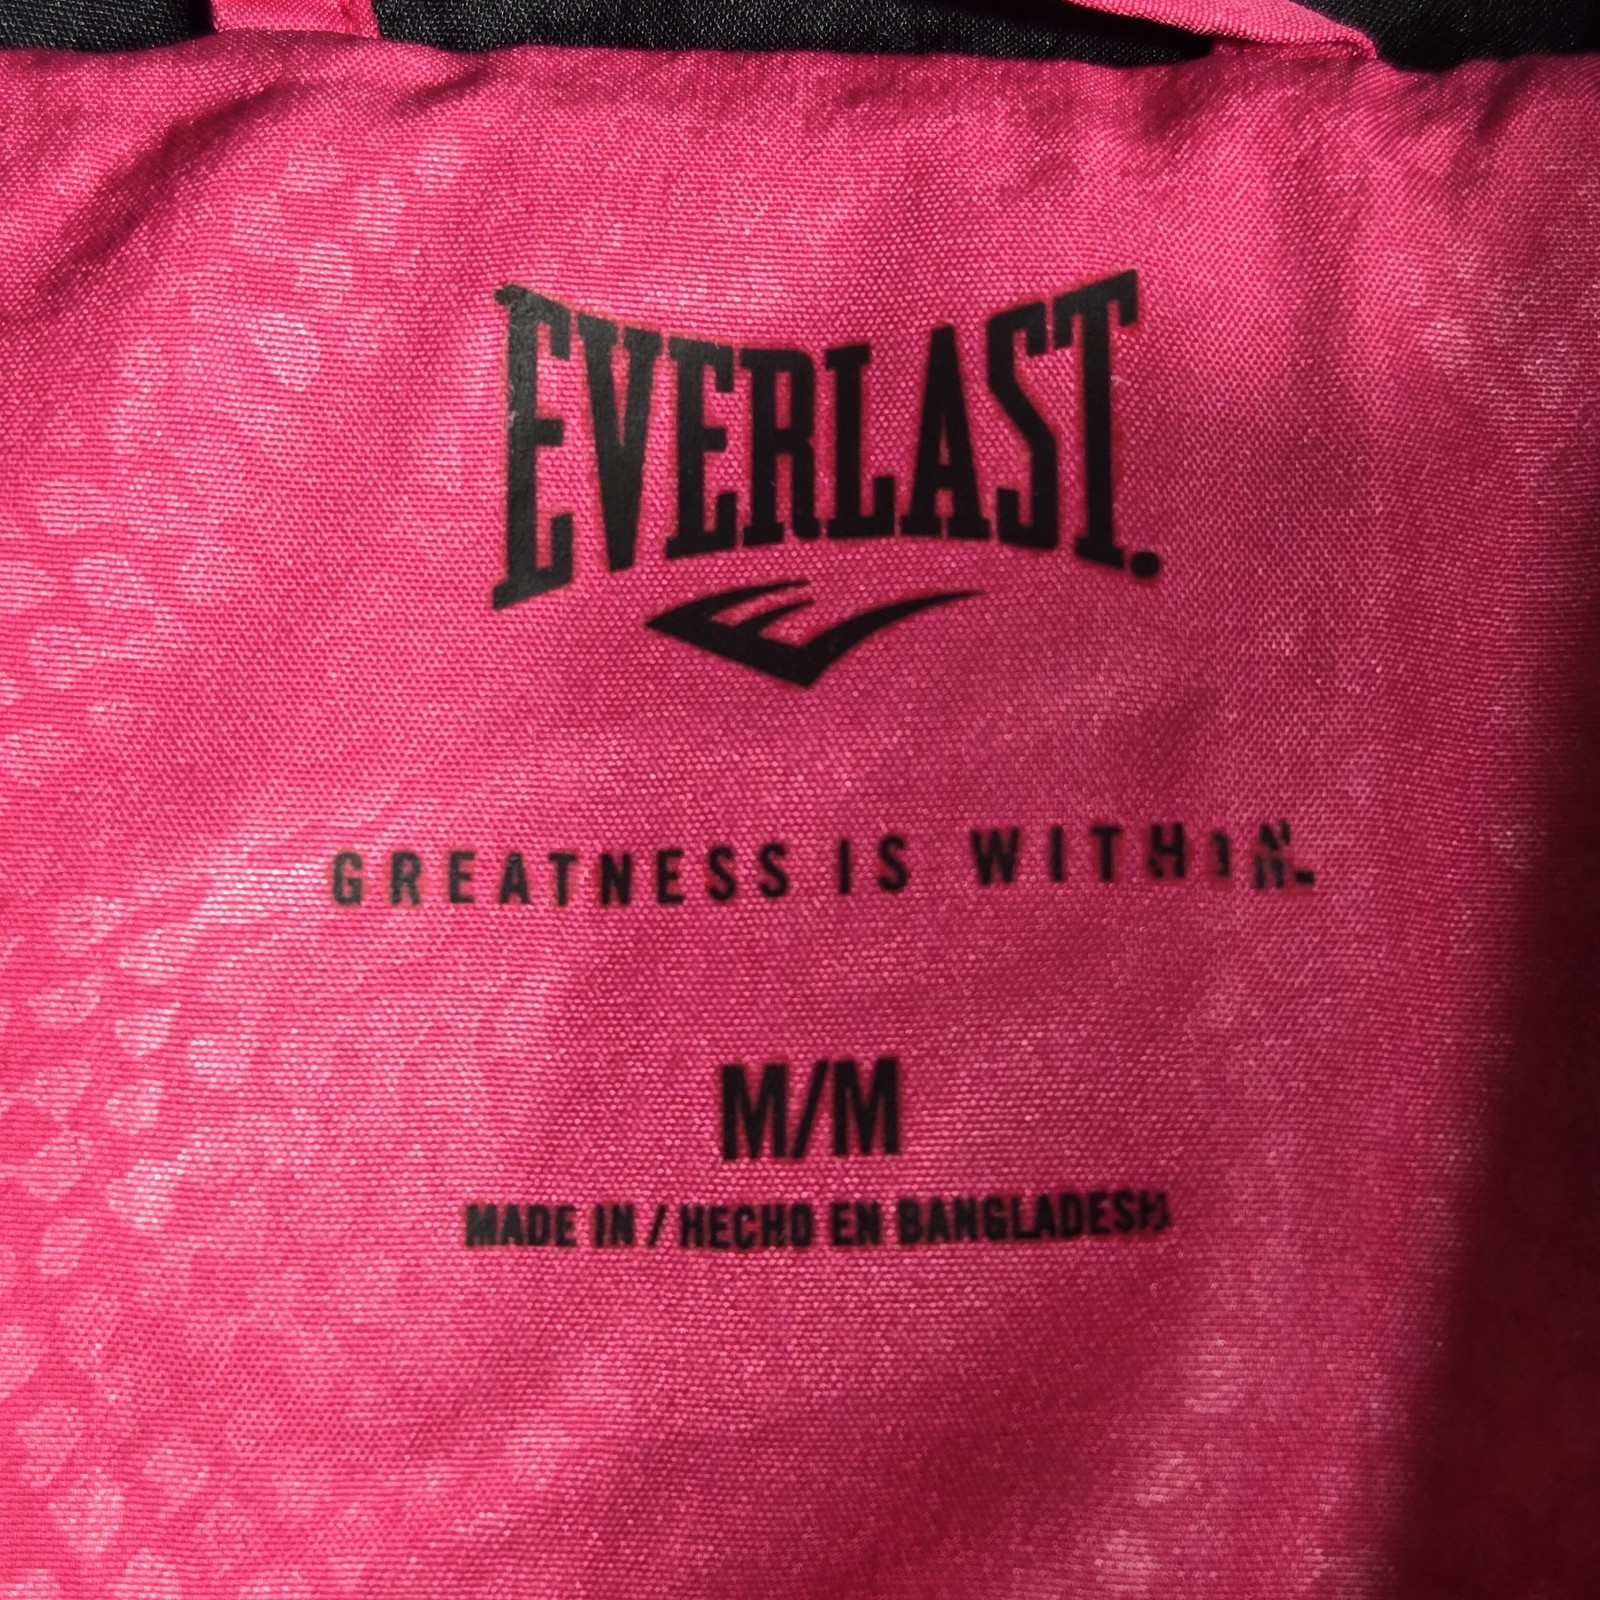 EVERLAST.
GREATNESS IS WITHIN.
M/M
MADE IN / HECHO EN BANGLADESH